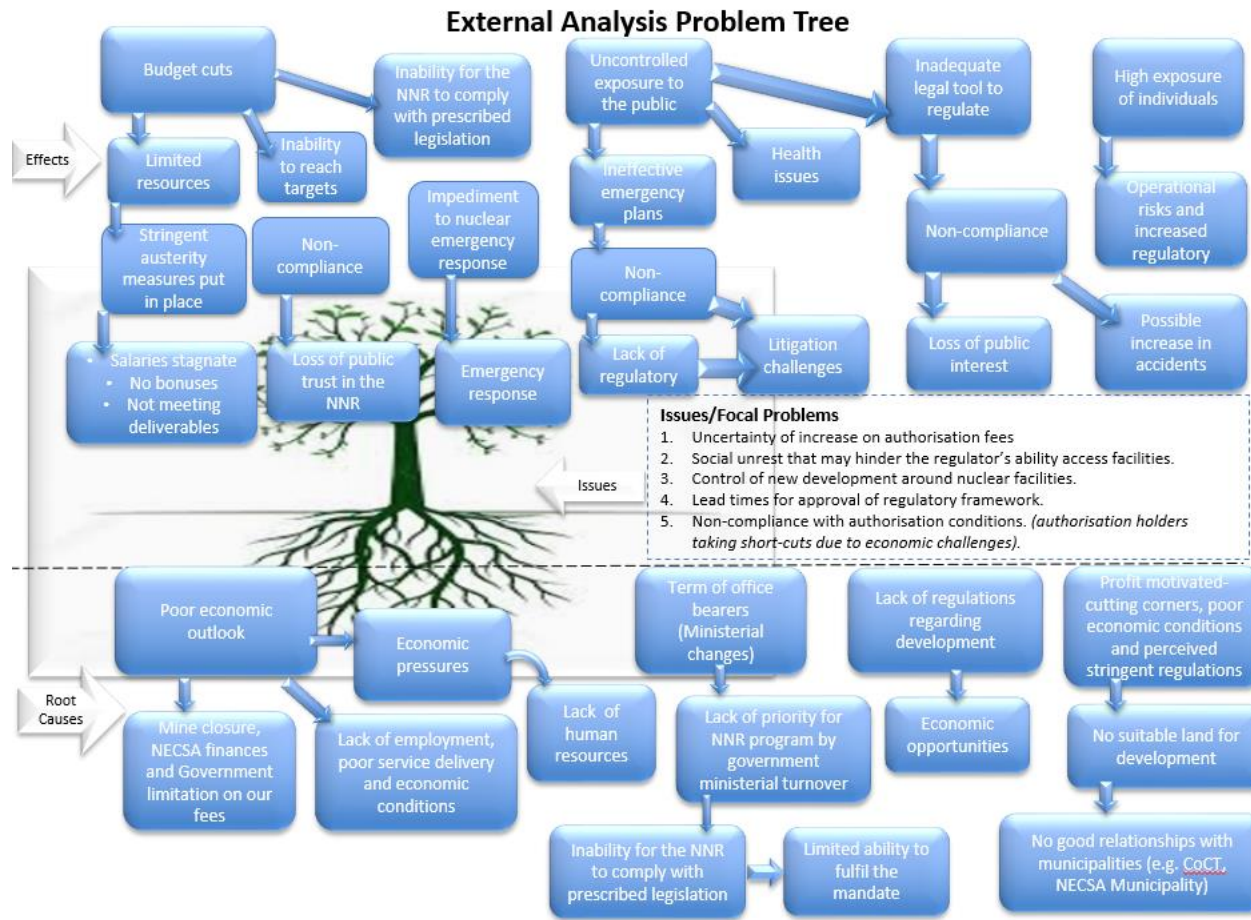 External Analysis Problem Tree
Budget cuts
Inability for the
NNR to comply
with prescribed
legislation
Uncontrolled
exposure to
the public
Inadequate
legal tool to
regulate
High exposure
of individuals
Effects
Limited
resources
Inability
to reach
targets
Ineffective
emergency
plans
Health
issues
Stringent
austerity
measures put
in place
Non-
compliance
Impediment
to nuclear
emergency
response
Non-
compliance
Non-compliance
Operational
risks and
increased
regulatory
• Salaries stagnate
• No bonuses
• Not meeting
deliverables
Loss of public
trust in the
NNR
Emergency
response
Lack of
regulatory
Litigation
challenges
Loss of public
interest
Possible
increase in
accidents
Issues
Issues/Focal Problems
1. Uncertainty of increase on authorisation fees
2. Social unrest that may hinder the regulator's ability access facilities.
3. Control of new development around nuclear facilities.
4. Lead times for approval of regulatory framework.
5. Non-compliance with authorisation conditions. (authorisation holders
taking short-cuts due to economic challenges).
Poor economic
outlook
Economic
pressures
Term of office
bearers
(Ministerial
changes)
Lack of regulations
regarding
development
Profit motivated-
cutting corners, poor
economic conditions
and perceived
stringent regulations
Root
Causes
Mine closure,
NECSA finances
and Government
limitation on our
fees
Lack of employment,
poor service delivery
and economic
conditions
Lack of
human
resources
Lack of priority for
NNR program by
government
ministerial turnover
Economic
opportunities
No suitable land for
development
Inability for the NNR
to comply with
prescribed legislation
Limited ability to
fulfil the
mandate
No good relationships with
municipalities (e.g. CoCT,
NECSA Municipality)